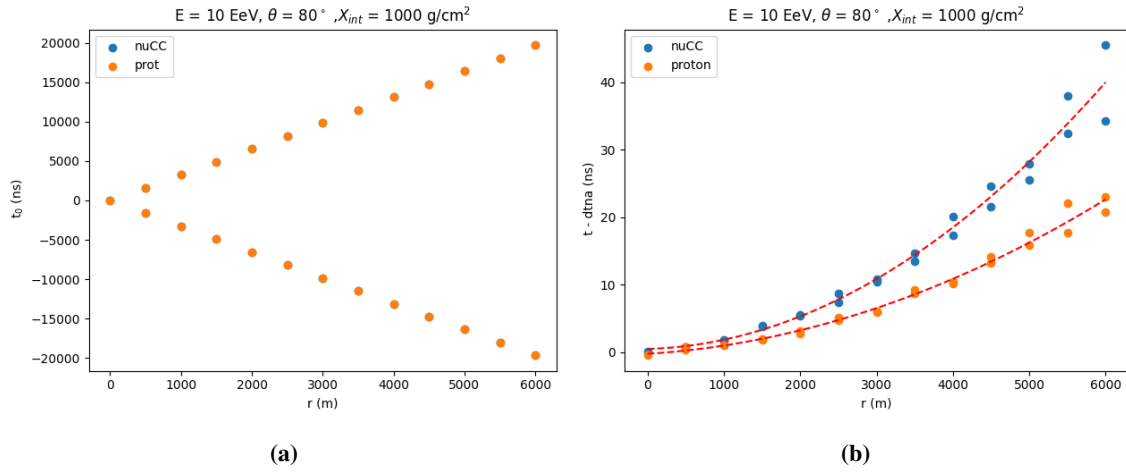 E = 10 EeV, θ = 80° ,X_int = 1000 g/cm²
nuCC
prot
20000
15000
10000
5000
0
−5000
−10000
−15000
−20000
t₀ (ns)
0 1000 2000 3000 4000 5000 6000
r (m)
(a)
E = 10 EeV, θ = 80° ,X_int = 1000 g/cm²
nuCC
proton
40
30
20
10
0
t - dtna (ns)
0 1000 2000 3000 4000 5000 6000
r (m)
(b)